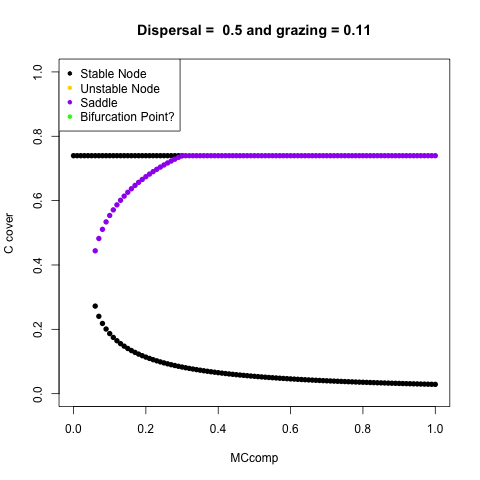 Dispersal =  0.5 and grazing = 0.11
Stable Node
Unstable Node
Saddle
Bifurcation Point?
C cover
1.0
0.8
0.6
0.4
0.2
0.0
0.0 0.2 0.4 0.6 0.8 1.0
MCcomp